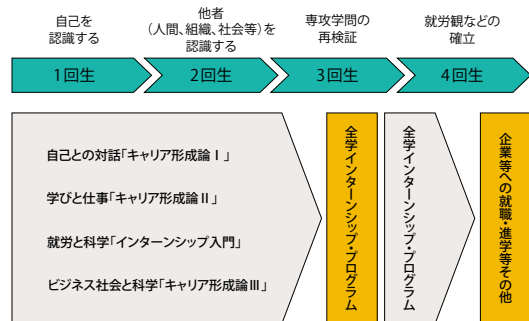 自己を
認識する
他者
（人間、組織、社会等）を
認識する
専攻学問の
再検証
就労観などの
確立
1回生
2回生
3回生
4回生
自己との対話「キャリア形成論Ⅰ」
学びと仕事「キャリア形成論Ⅱ」
就労と科学「インターンシップ入門」
ビジネス社会と科学「キャリア形成論Ⅲ」
全学インターンシップ・プログラム
全学インターンシップ・プログラム
企業等への就職・進学等その他